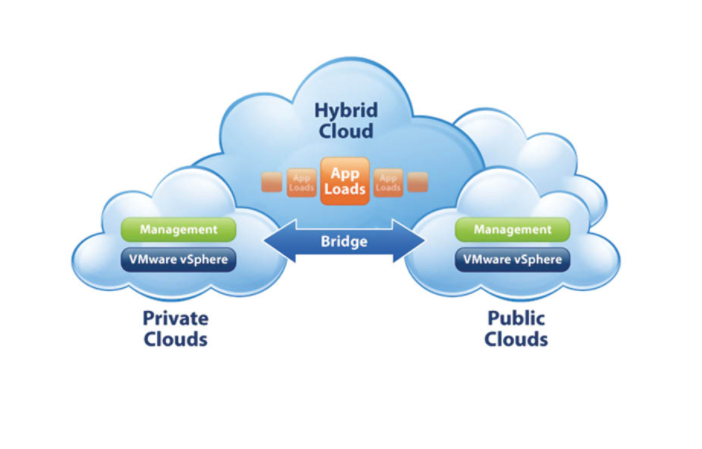 Hybrid
Cloud
App
Loads
App
Loads
App
Loads
Management
VMware vSphere
Bridge
Management
VMware vSphere
Private
Clouds
Public
Clouds